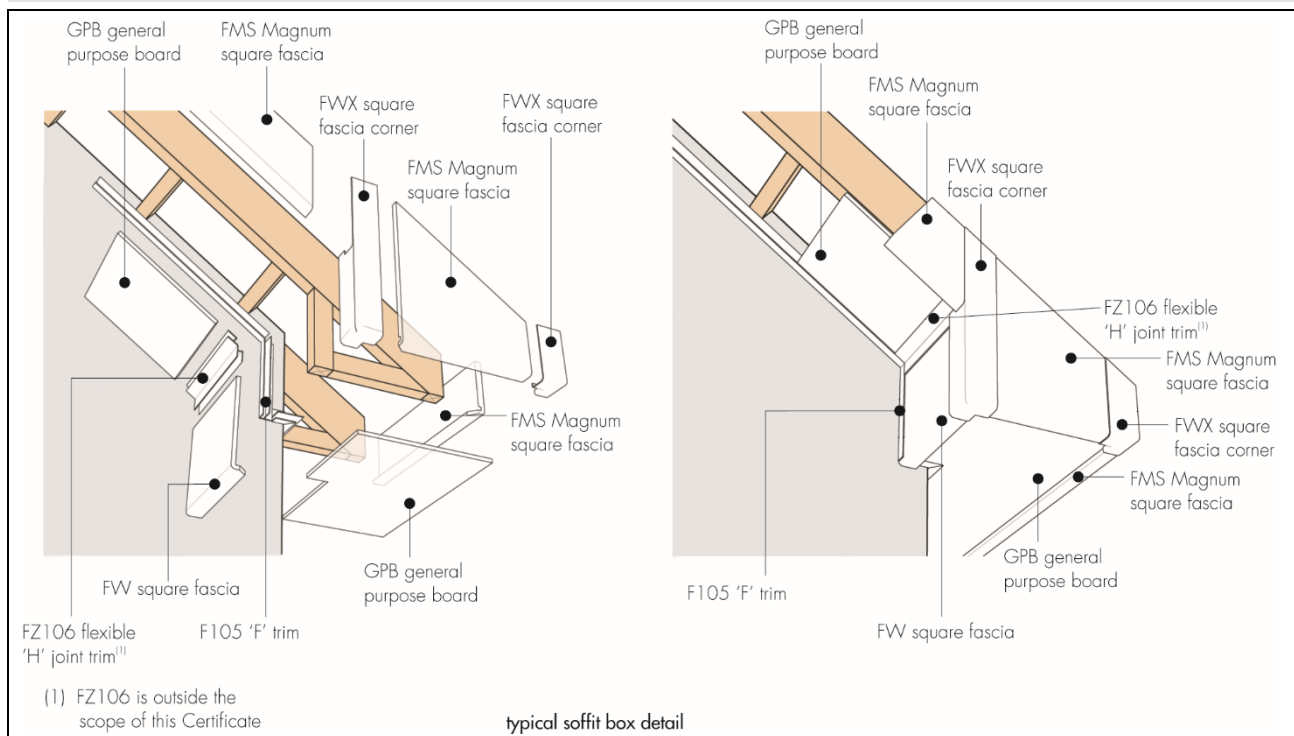 GPB general
purpose board
FMS Magnum
square fascia
FWX square
fascia corner
FWX square
fascia corner
FMS Magnum
square fascia
FMS Magnum
square fascia
GPB general
purpose board
FW square fascia
F105 ‘F’ trim
FZ106 flexible
‘H’ joint trim(1)
(1) FZ106 is outside the
scope of this Certificate
GPB general
purpose board
FMS Magnum
square fascia
FWX square
fascia corner
FZ106 flexible
‘H’ joint trim(1)
FMS Magnum
square fascia
FWX square
fascia corner
FMS Magnum
square fascia
GPB general
purpose board
F105 ‘F’ trim
FW square fascia
typical soffit box detail